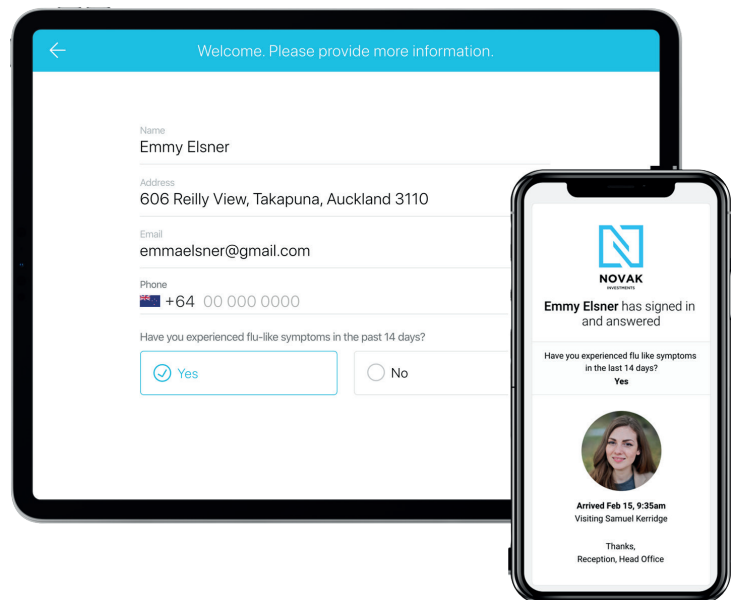 Welcome. Please provide more information.
Name
Emmy Elsner
Address
606 Reilly View, Takapuna, Auckland 3110
Email
emmaelsner@gmail.com
Phone
+64 00 000 0000
Have you experienced flu-like symptoms in the past 14 days?
Yes
No
NOVAK
INVESTMENTS
Emmy Elsner has signed in
and answered
Have you experienced flu like symptoms
in the last 14 days?
Yes
Arrived Feb 15, 9:35am
Visiting Samuel Kerridge
Thanks,
Reception, Head Office